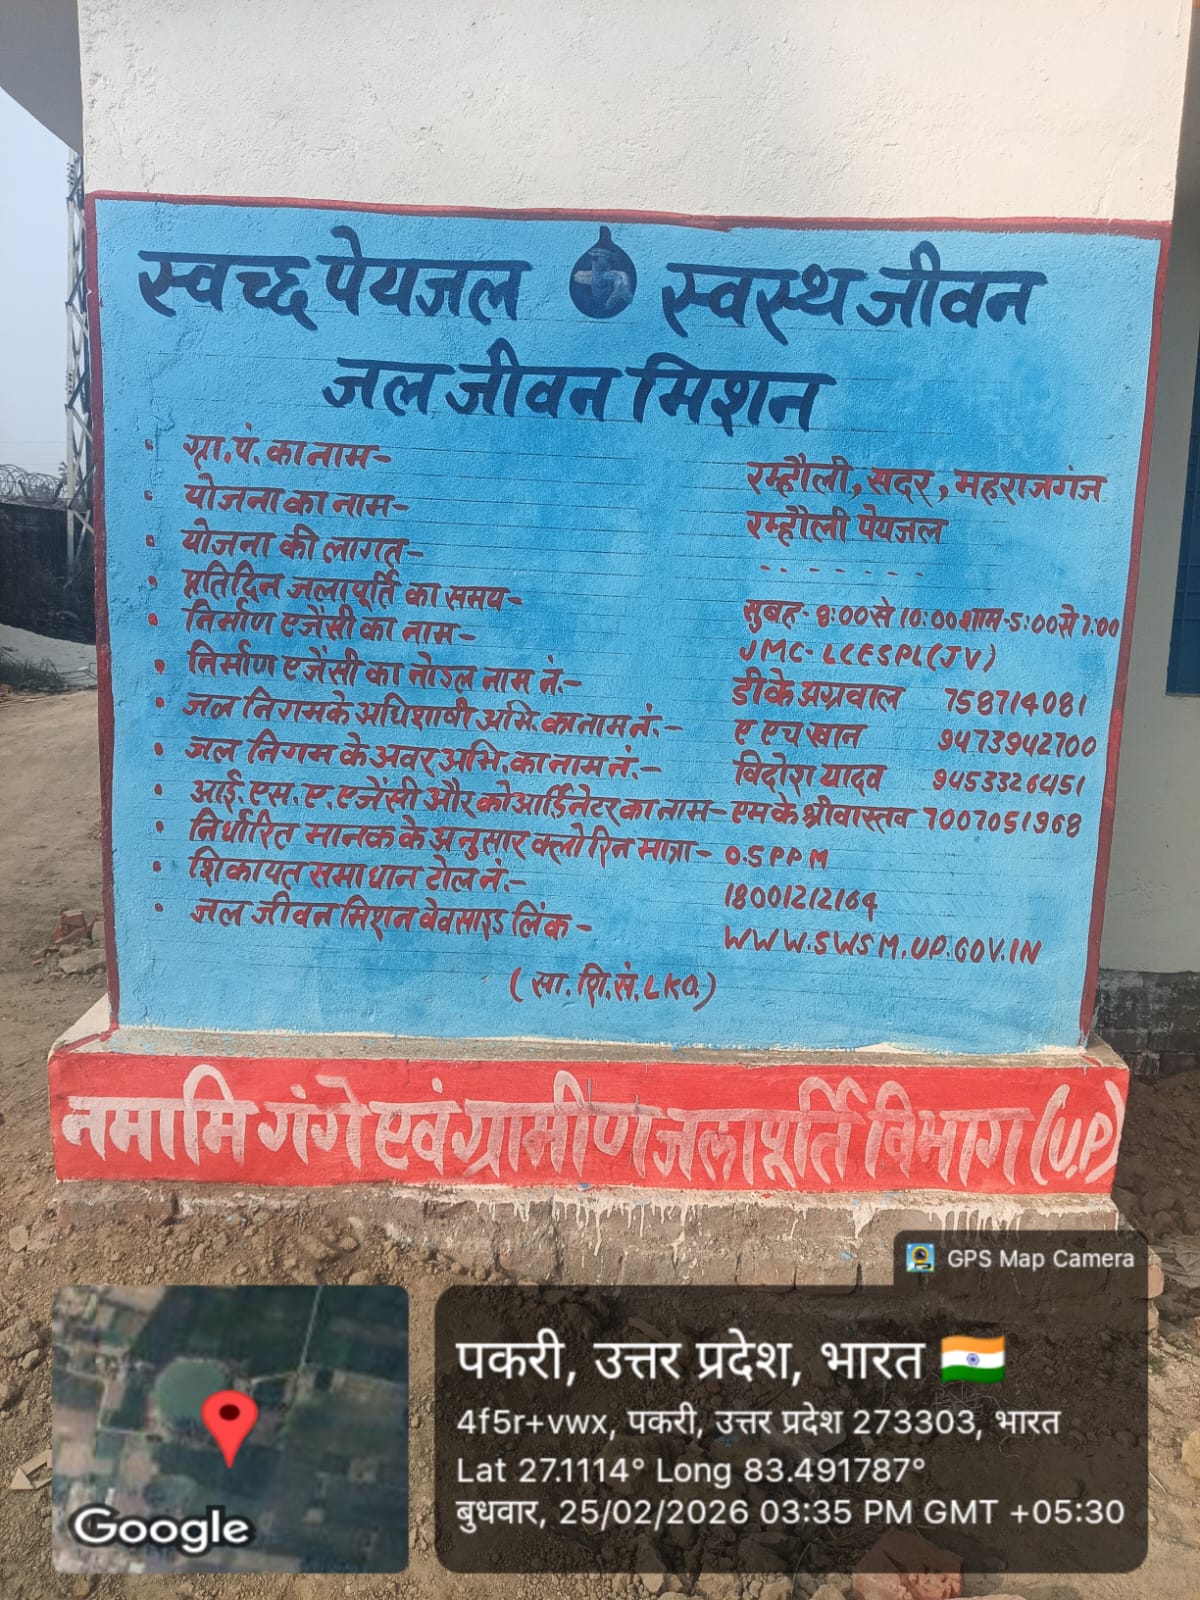 स्वच्छ पेयजल स्वस्थ जीवन
जल जीवन मिशन
ग्रा.पं. का नाम- रम्हौली, सदर, महराजगंज
योजना का नाम- रम्हौली पेयजल
योजना की लागत- - - - - - - -
प्रतिदिन जलापूर्ति का समय- सुबह- 8:00 से 10:00 शाम-5:00 से 7:00
निर्माण एजेंसी का नाम- JMC-LCESPL(JV)
निर्माण एजेंसी का नोडल नाम नं.- डी के अग्रवाल 758714081
जल निगम के अधिशाषी अभि. का नाम नं.- ए एच खान 9473942700
जल निगम के अवर अभि. का नाम नं.- यादव 9453326451
आई. एस. ए. एजेंसी और कोआर्डिनेटर का नाम- एम के श्रीवास्तव 7007051968
निर्धारित मानक के अनुसार क्लोरिन मात्रा- 0.5 PPM
शिकायत समाधान टोल नं.- 18001212164
जल जीवन मिशन वेवसाइड लिंक- WWW.SWSM.UP.GOV.IN
(सा. शि. सं. LKO.)
नमामि गंगे एवं ग्रामीण जलापूर्ति विभाग (U.P)
GPS Map Camera
पकरी, उत्तर प्रदेश, भारत
4f5r+vwx, पकरी, उत्तर प्रदेश 273303, भारत
Lat 27.1114° Long 83.491787°
बुधवार, 25/02/2026 03:35 PM GMT +05:30
Google